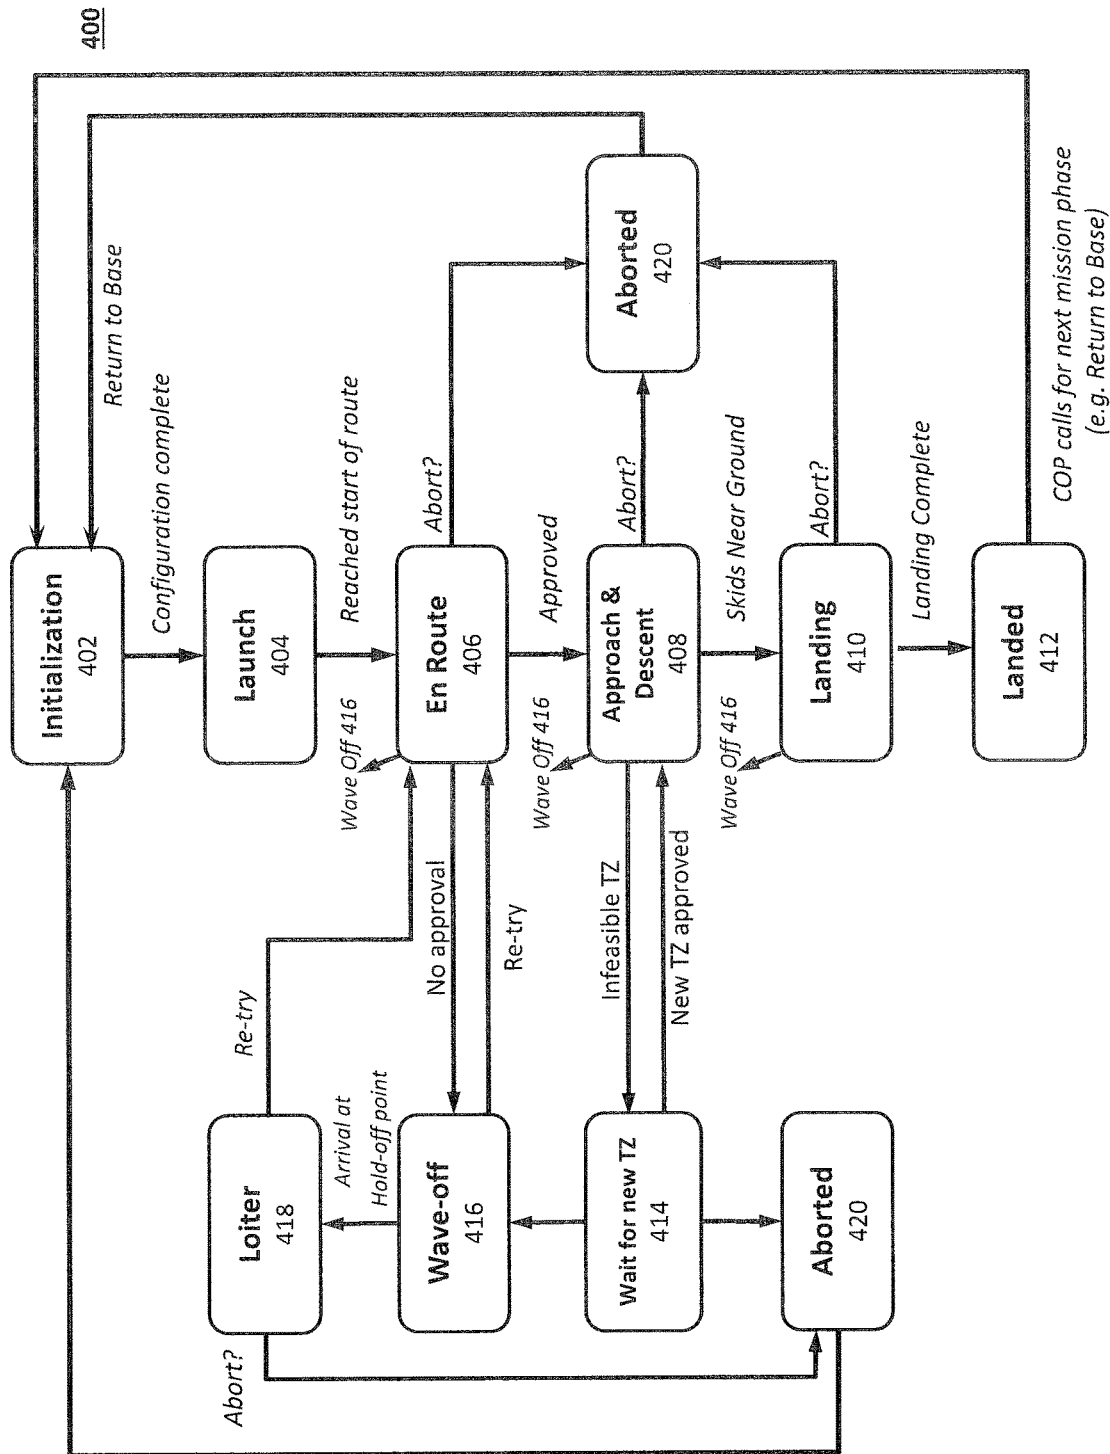 400
Initialization
402
Return to Base
Configuration complete
Launch
404
Reached start of route
Loiter
418
Re-try
Abort?
Arrival at
Hold-off point
Wave Off 416
En Route
406
Abort?
Wave-off
416
No approval
Re-try
Approved
Wave Off 416
Approach &
Descent
408
Abort?
Aborted
420
Wait for new TZ
414
Infeasible TZ
New TZ approved
Skids Near Ground
Wave Off 416
Landing
410
Abort?
Aborted
420
Landing Complete
Landed
412
COP calls for next mission phase
(e.g. Return to Base)